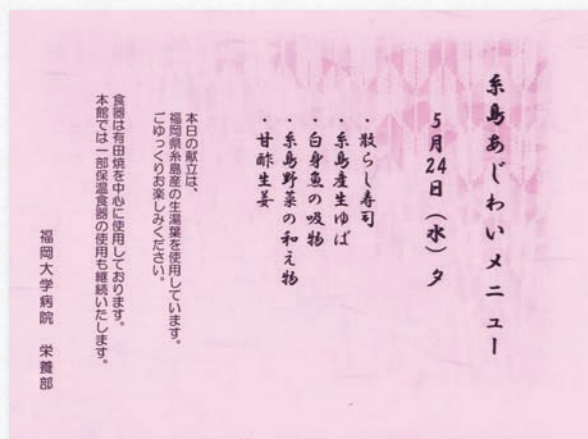 糸島あじわいメニュー
5月24日（水）夕
・散らし寿司
・糸島産生ゆば
・白身魚の吸物
・糸島野菜の和え物
・甘酢生姜
本日の献立は、
福岡県糸島産の生湯葉を使用しています。
ごゆっくりお楽しみください。
食器は有田焼を中心に使用しております。
本館では一部保温食器の使用も継続いたします。
福岡大学病院　栄養部